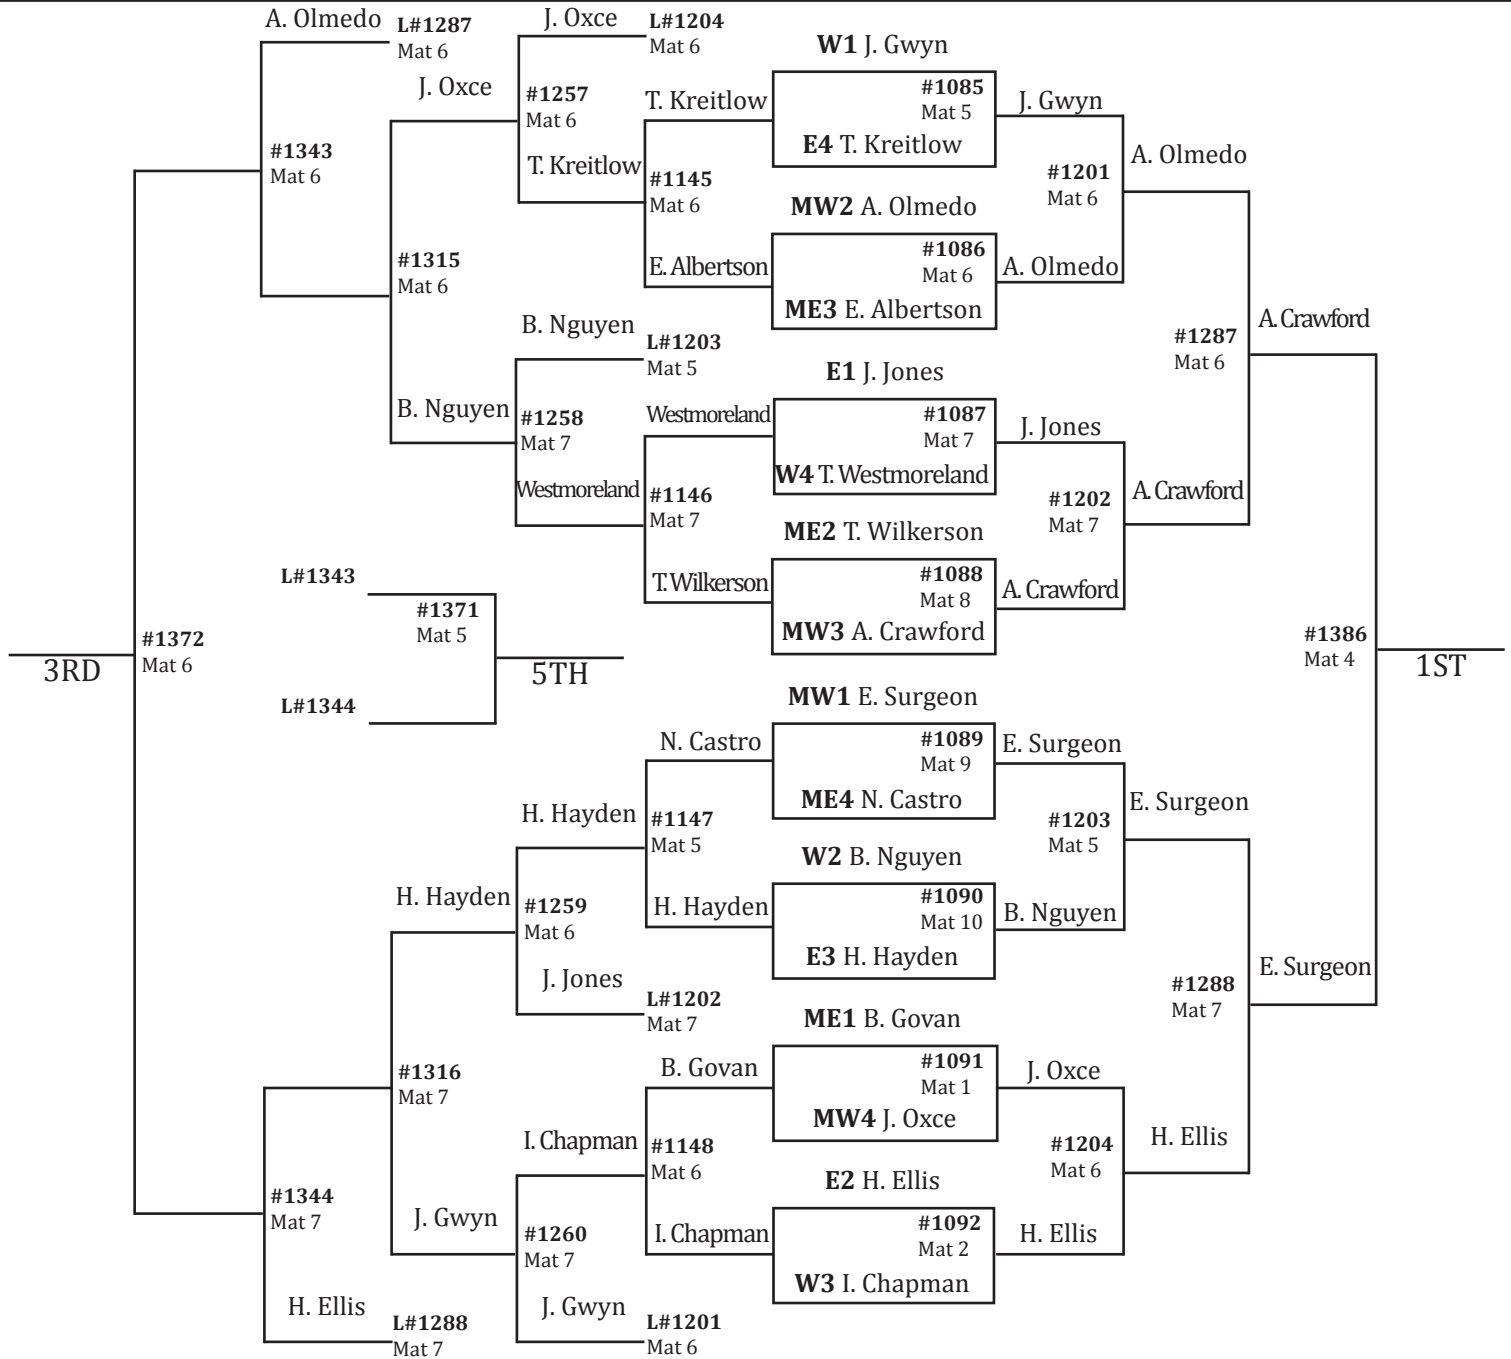 A. Olmedo
L#1287
Mat 6
J. Oxce
#1343
Mat 6
#1315
Mat 6
J. Oxce
L#1204
Mat 6
#1257
Mat 6
T. Kreitlow
T. Kreitlow
#1145
Mat 6
E. Albertson
W1 J. Gwyn
#1085
Mat 5
E4 T. Kreitlow
MW2 A. Olmedo
#1086
Mat 6
ME3 E. Albertson
J. Gwyn
#1201
Mat 6
A. Olmedo
A. Olmedo
B. Nguyen
L#1203
Mat 5
B. Nguyen
#1258
Mat 7
Westmoreland
Westmoreland
#1146
Mat 7
T. Wilkerson
E1 J. Jones
#1087
Mat 7
W4 T. Westmoreland
ME2 T. Wilkerson
#1088
Mat 8
MW3 A. Crawford
J. Jones
#1202
Mat 7
A. Crawford
A. Crawford
#1287
Mat 6
A. Crawford
L#1343
#1371
Mat 5
L#1344
5TH
#1372
Mat 6
3RD
#1386
Mat 4
1ST
N. Castro
H. Hayden
#1147
Mat 5
H. Hayden
H. Hayden
#1259
Mat 6
J. Jones
L#1202
Mat 7
MW1 E. Surgeon
#1089
Mat 9
ME4 N. Castro
W2 B. Nguyen
#1090
Mat 10
E3 H. Hayden
E. Surgeon
#1203
Mat 5
B. Nguyen
E. Surgeon
#1288
Mat 7
E. Surgeon
#1316
Mat 7
B. Govan
I. Chapman
#1148
Mat 6
I. Chapman
J. Gwyn
#1260
Mat 7
J. Gwyn
L#1201
Mat 6
ME1 B. Govan
#1091
Mat 1
MW4 J. Oxce
E2 H. Ellis
#1092
Mat 2
W3 I. Chapman
J. Oxce
#1204
Mat 6
H. Ellis
H. Ellis
#1344
Mat 7
H. Ellis
L#1288
Mat 7